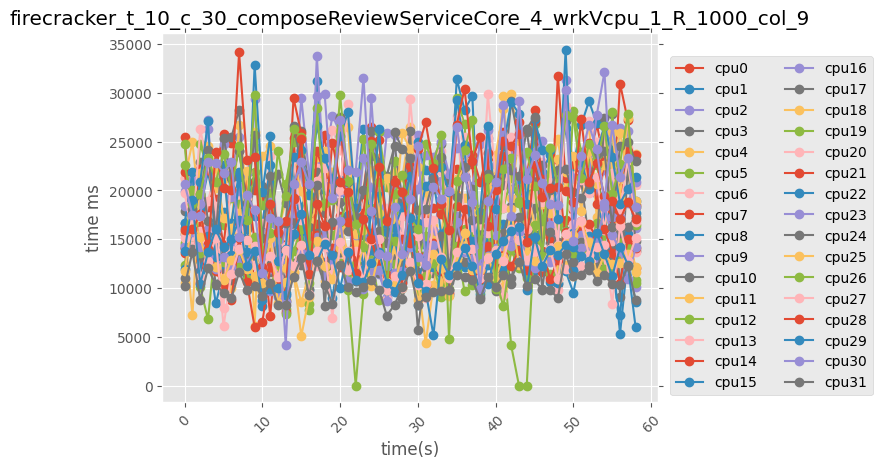 firecracker_t_10_c_30_composeReviewServiceCore_4_wrkVcpu_1_R_1000_col_9
time ms
35000
30000
25000
20000
15000
10000
5000
0
0
10
20
30
40
50
60
time(s)
cpu0
cpu1
cpu2
cpu3
cpu4
cpu5
cpu6
cpu7
cpu8
cpu9
cpu10
cpu11
cpu12
cpu13
cpu14
cpu15
cpu16
cpu17
cpu18
cpu19
cpu20
cpu21
cpu22
cpu23
cpu24
cpu25
cpu26
cpu27
cpu28
cpu29
cpu30
cpu31